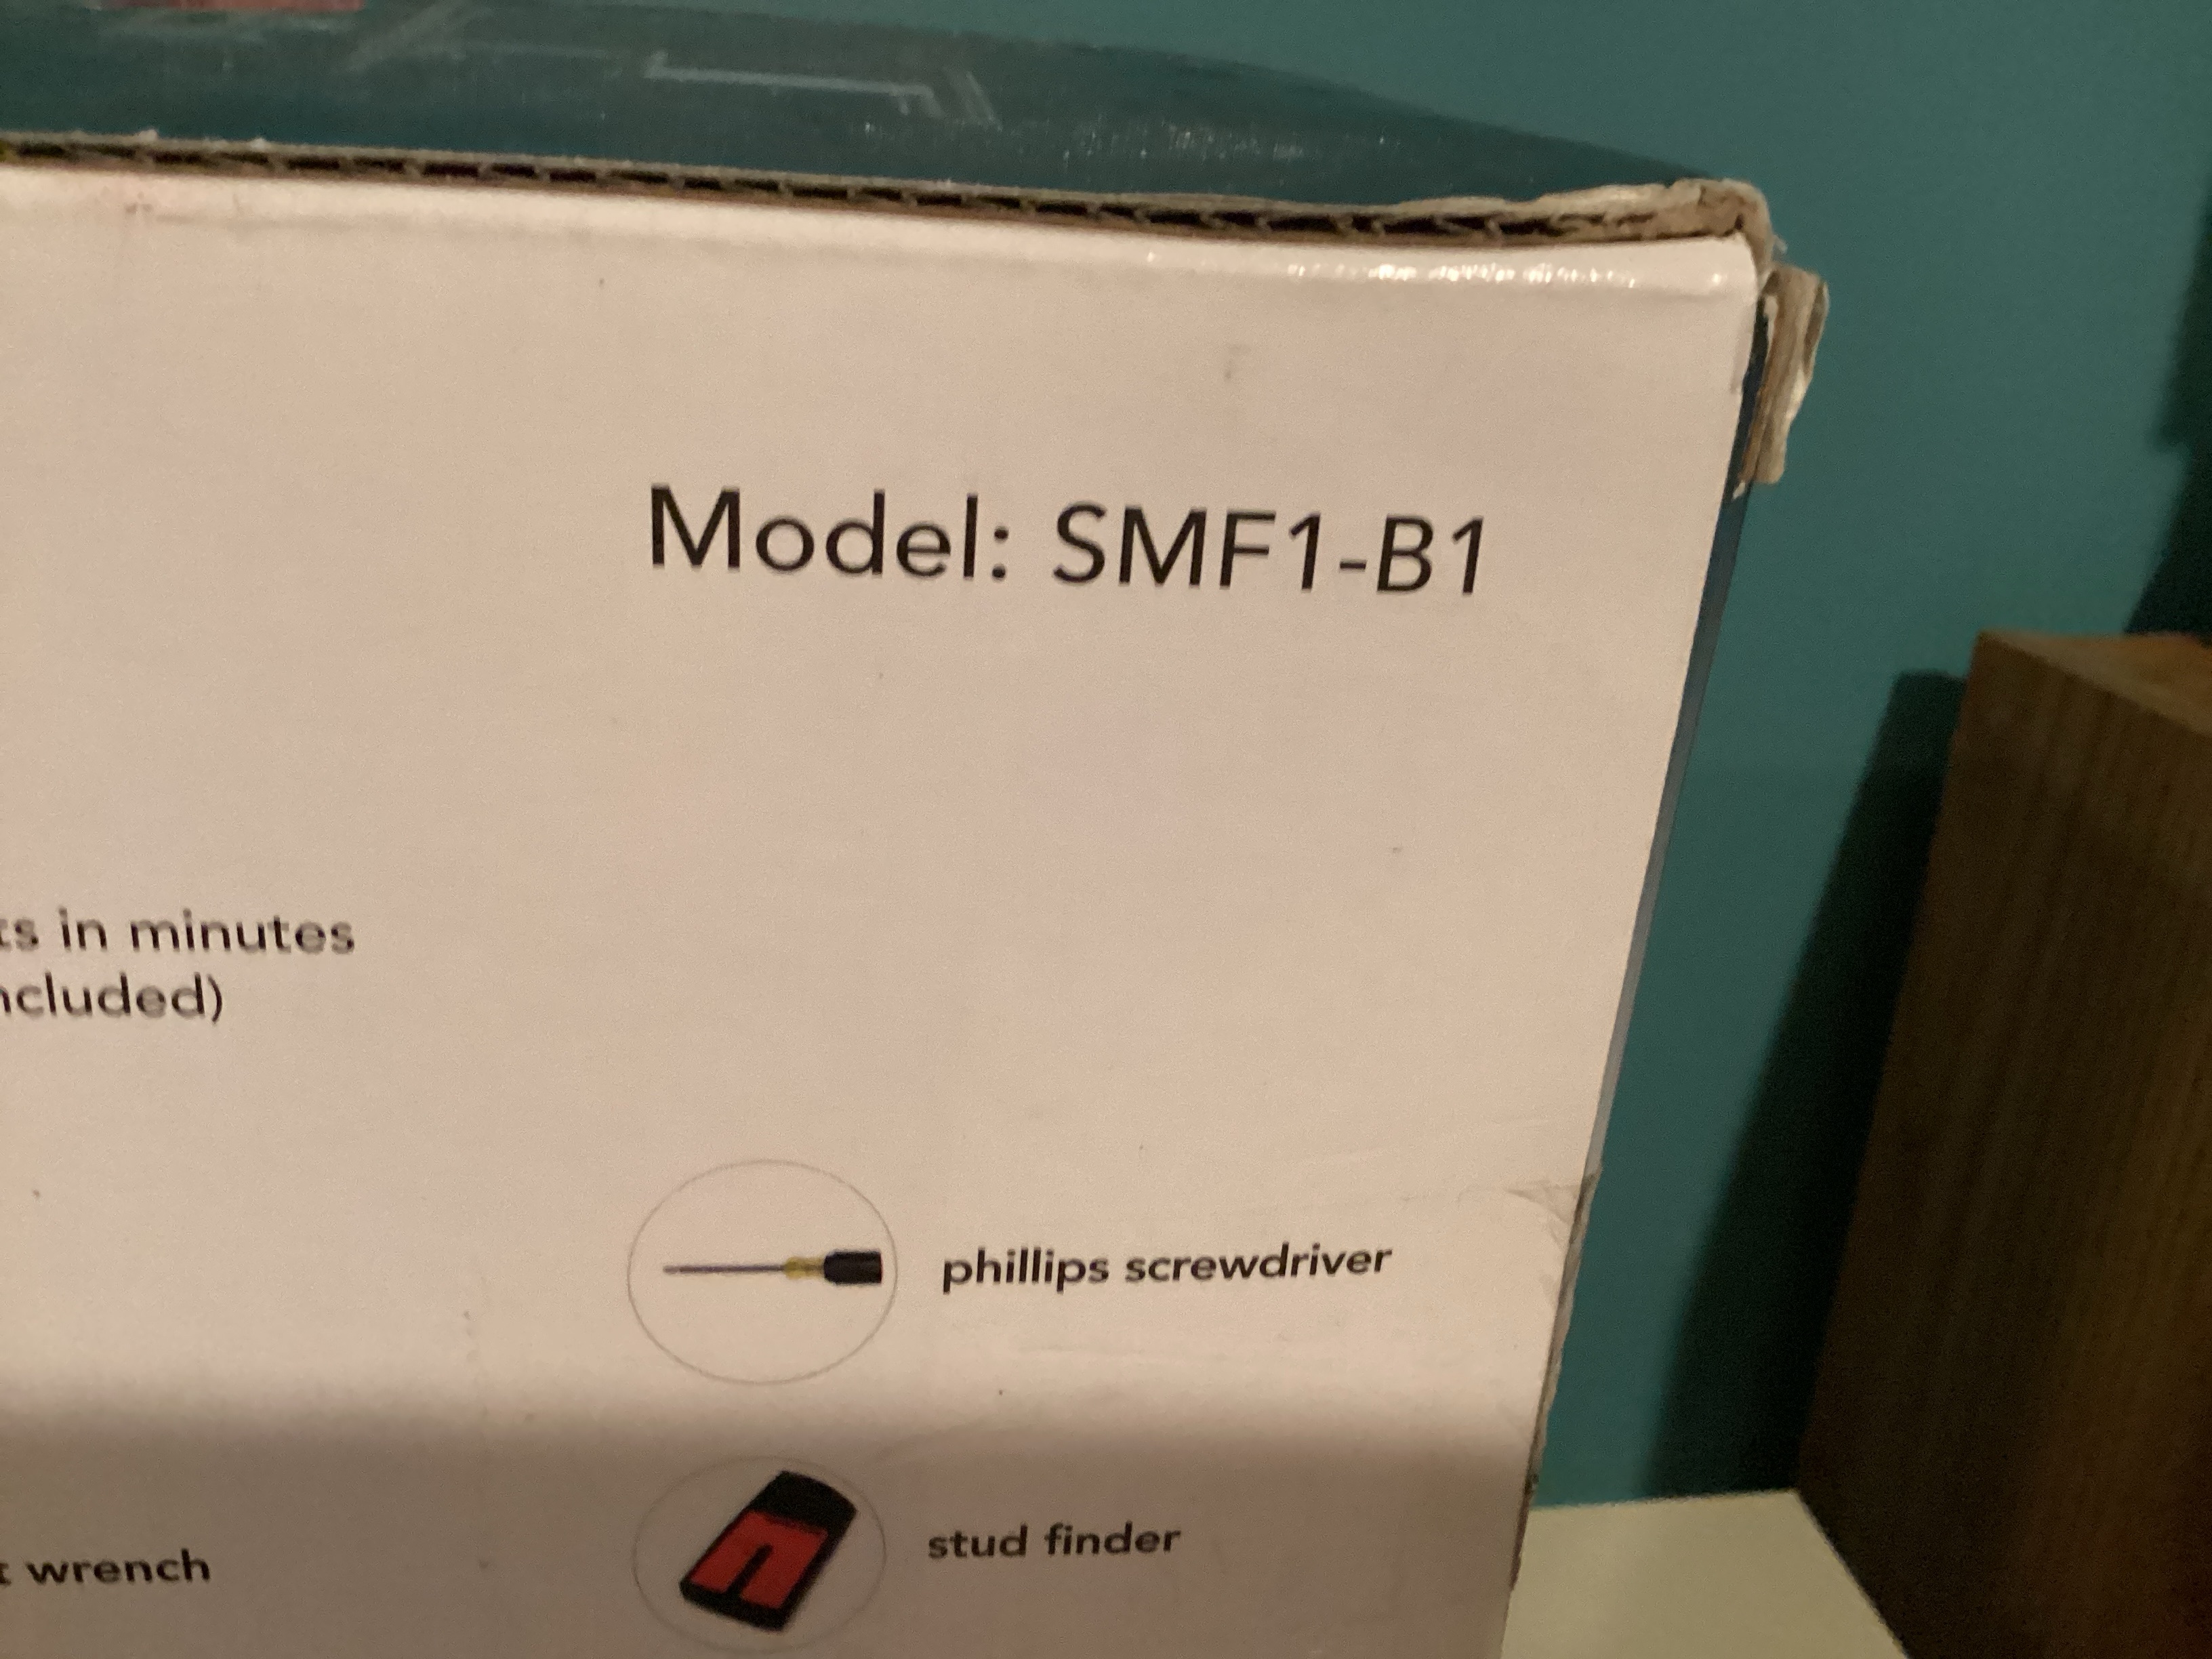 Model: SMF1-B1
in minutes
phillips screwdriver
stud finder
wrench